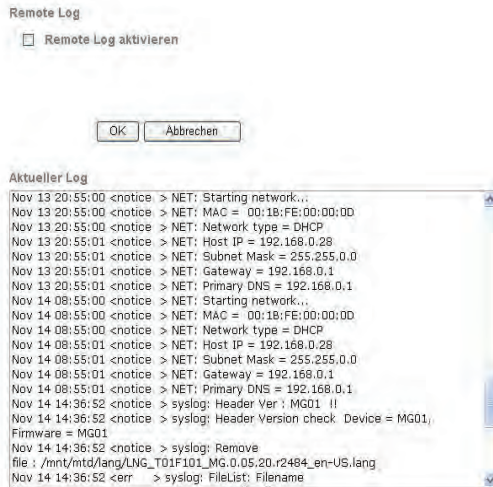 Remote Log
Remote Log aktivieren
OK
Abbrechen
Aktueller Log
Nov 13 20:55:00 <notice > NET: Starting network...
Nov 13 20:55:00 <notice > NET: MAC = 00:1B:FE:00:00:0D
Nov 13 20:55:00 <notice > NET: Network type = DHCP
Nov 13 20:55:01 <notice > NET: Host IP = 192.168.0.28
Nov 13 20:55:01 <notice > NET: Subnet Mask = 255.255.0.0
Nov 13 20:55:01 <notice > NET: Gateway = 192.168.0.1
Nov 13 20:55:01 <notice > NET: Primary DNS = 192.168.0.1
Nov 14 08:55:00 <notice > NET: Starting network...
Nov 14 08:55:00 <notice > NET: MAC = 00:1B:FE:00:00:0D
Nov 14 08:55:00 <notice > NET: Network type = DHCP
Nov 14 08:55:01 <notice > NET: Host IP = 192.168.0.28
Nov 14 08:55:01 <notice > NET: Subnet Mask = 255.255.0.0
Nov 14 08:55:01 <notice > NET: Gateway = 192.168.0.1
Nov 14 08:55:01 <notice > NET: Primary DNS = 192.168.0.1
Nov 14 14:36:52 <notice > syslog: Header Ver : MG01 !!
Nov 14 14:36:52 <notice > syslog: Header Version check Device = MG01,
Firmware = MG01
Nov 14 14:36:52 <notice > syslog: Remove
file : /mnt/mtd/lang/LNG_T01F101_MG.0.05.20.r2484_en-US.lang
Nov 14 14:36:52 <err > syslog: FileList: Filename